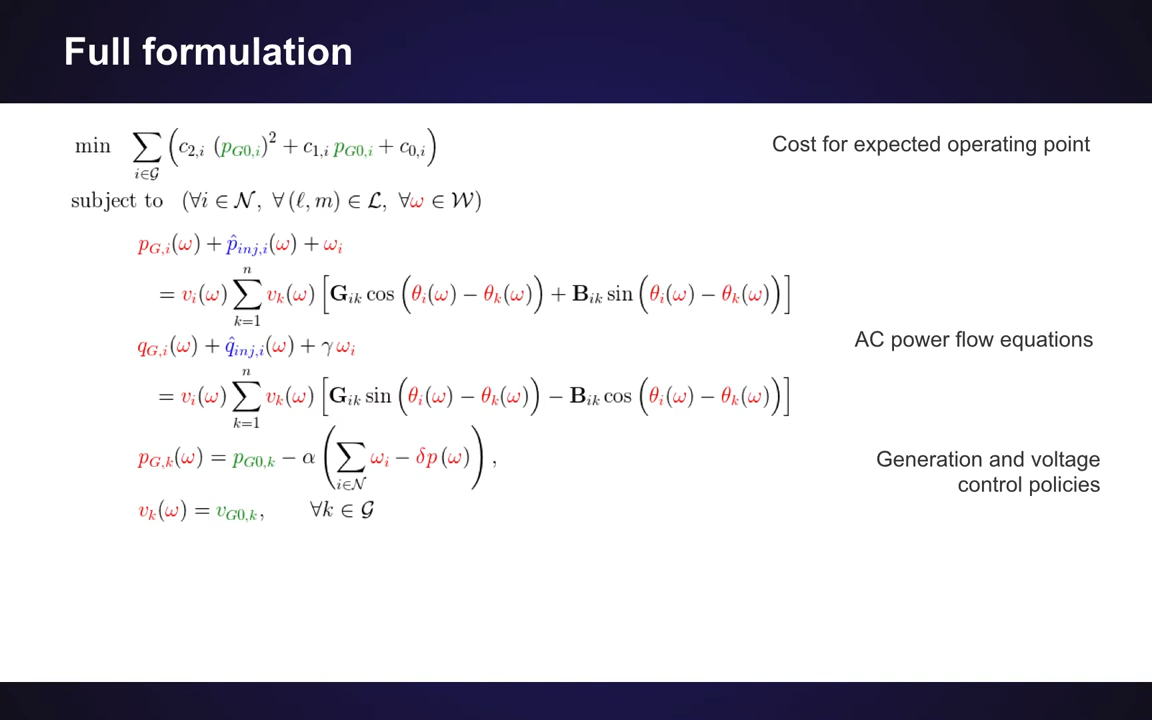 Full formulation
min ∑_{i∈𝒢} (c_{2,i} (p_{G0,i})^2 + c_{1,i} p_{G0,i} + c_{0,i})
Cost for expected operating point
subject to (∀i ∈ 𝒩, ∀(ℓ, m) ∈ ℒ, ∀ω ∈ 𝒲)
p_{G,i}(ω) + p̂_{inj,i}(ω) + ω_i
= v_i(ω) ∑_{k=1}^{n} v_k(ω) [G_{ik} cos (θ_i(ω) − θ_k(ω)) + B_{ik} sin (θ_i(ω) − θ_k(ω))]
q_{G,i}(ω) + q̂_{inj,i}(ω) + γ ω_i
AC power flow equations
= v_i(ω) ∑_{k=1}^{n} v_k(ω) [G_{ik} sin (θ_i(ω) − θ_k(ω)) − B_{ik} cos (θ_i(ω) − θ_k(ω))]
p_{G,k}(ω) = p_{G0,k} − α (∑_{i∈𝒩} ω_i − δp(ω)) ,
Generation and voltage
control policies
v_k(ω) = v_{G0,k}, ∀k ∈ 𝒢